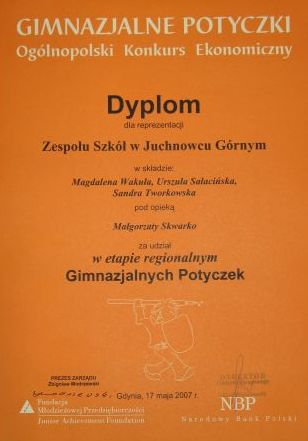 GIMNAZJALNE POTYCZKI
Ogólnopolski Konkurs Ekonomiczny
Dyplom
dla reprezentacji
Zespołu Szkół w Juchnowcu Górnym
w składzie:
Magdalena Wakuła, Urszula Sałacińska,
Sandra Tworkowska
pod opieką
Małgorzaty Skwarko
za udział
w etapie regionalnym
Gimnazjalnych Potyczek
PREZES ZARZĄDU
Zbigniew Modrzewski
DYREKTOR
Gdynia, 17 maja 2007 r.
Fundacja
Młodzieżowej Przedsiębiorczości
Junior Achievement Foundation
NBP
Narodowy Bank Polski